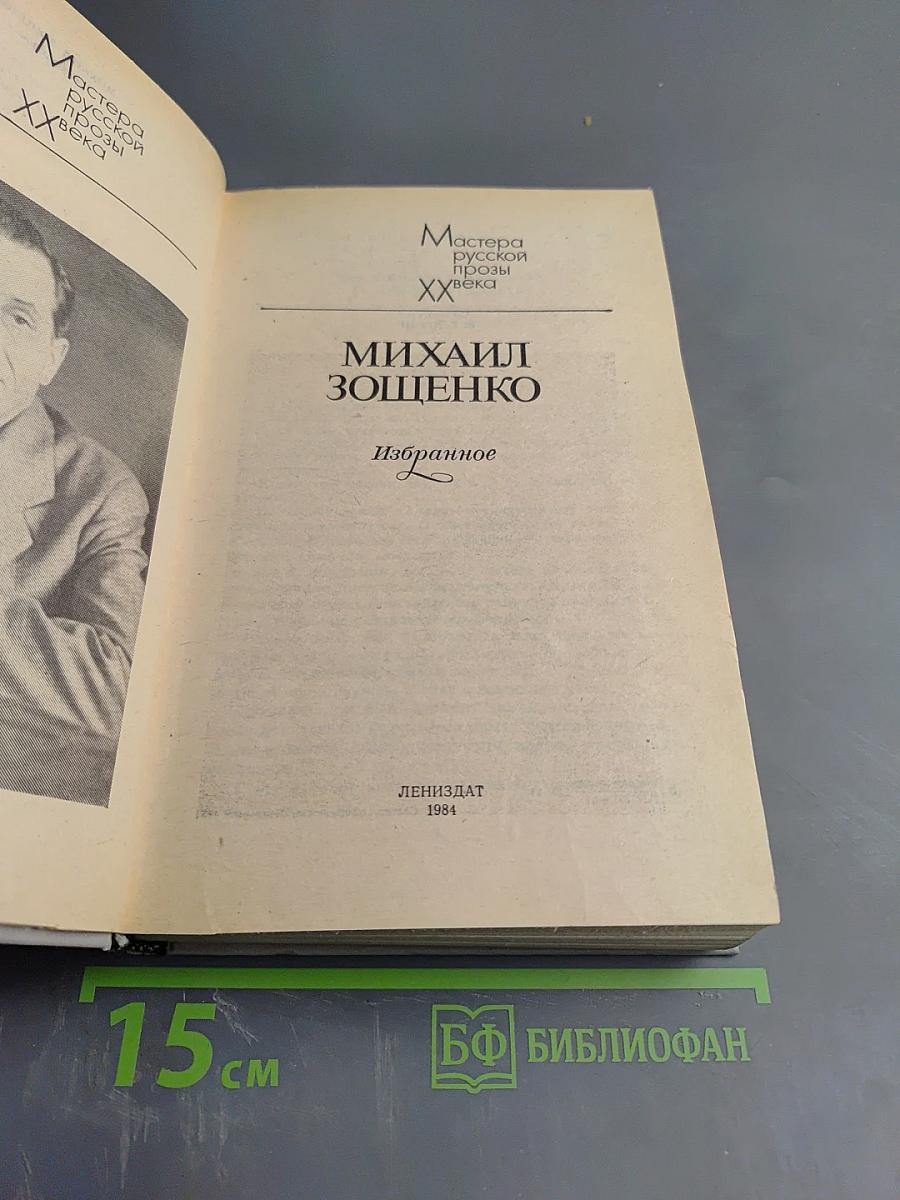 Мастера
русской
прозы
XX века
Мастера
русской
прозы
XX века
МИХАИЛ
ЗОЩЕНКО
Избранное
ЛЕНИЗДАТ
1984
15 см
БФ БИБЛИОФАН